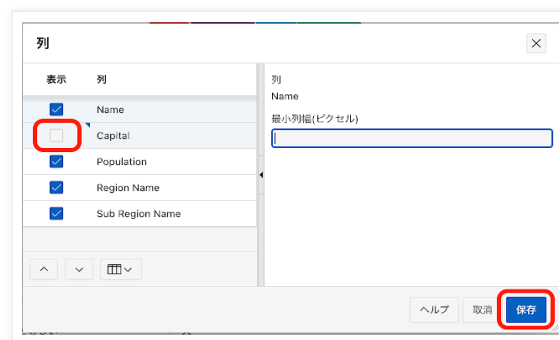 列
表示 列
Name
Capital
Population
Region Name
Sub Region Name
列
Name
最小列幅(ピクセル)
ヘルプ 取消 保存